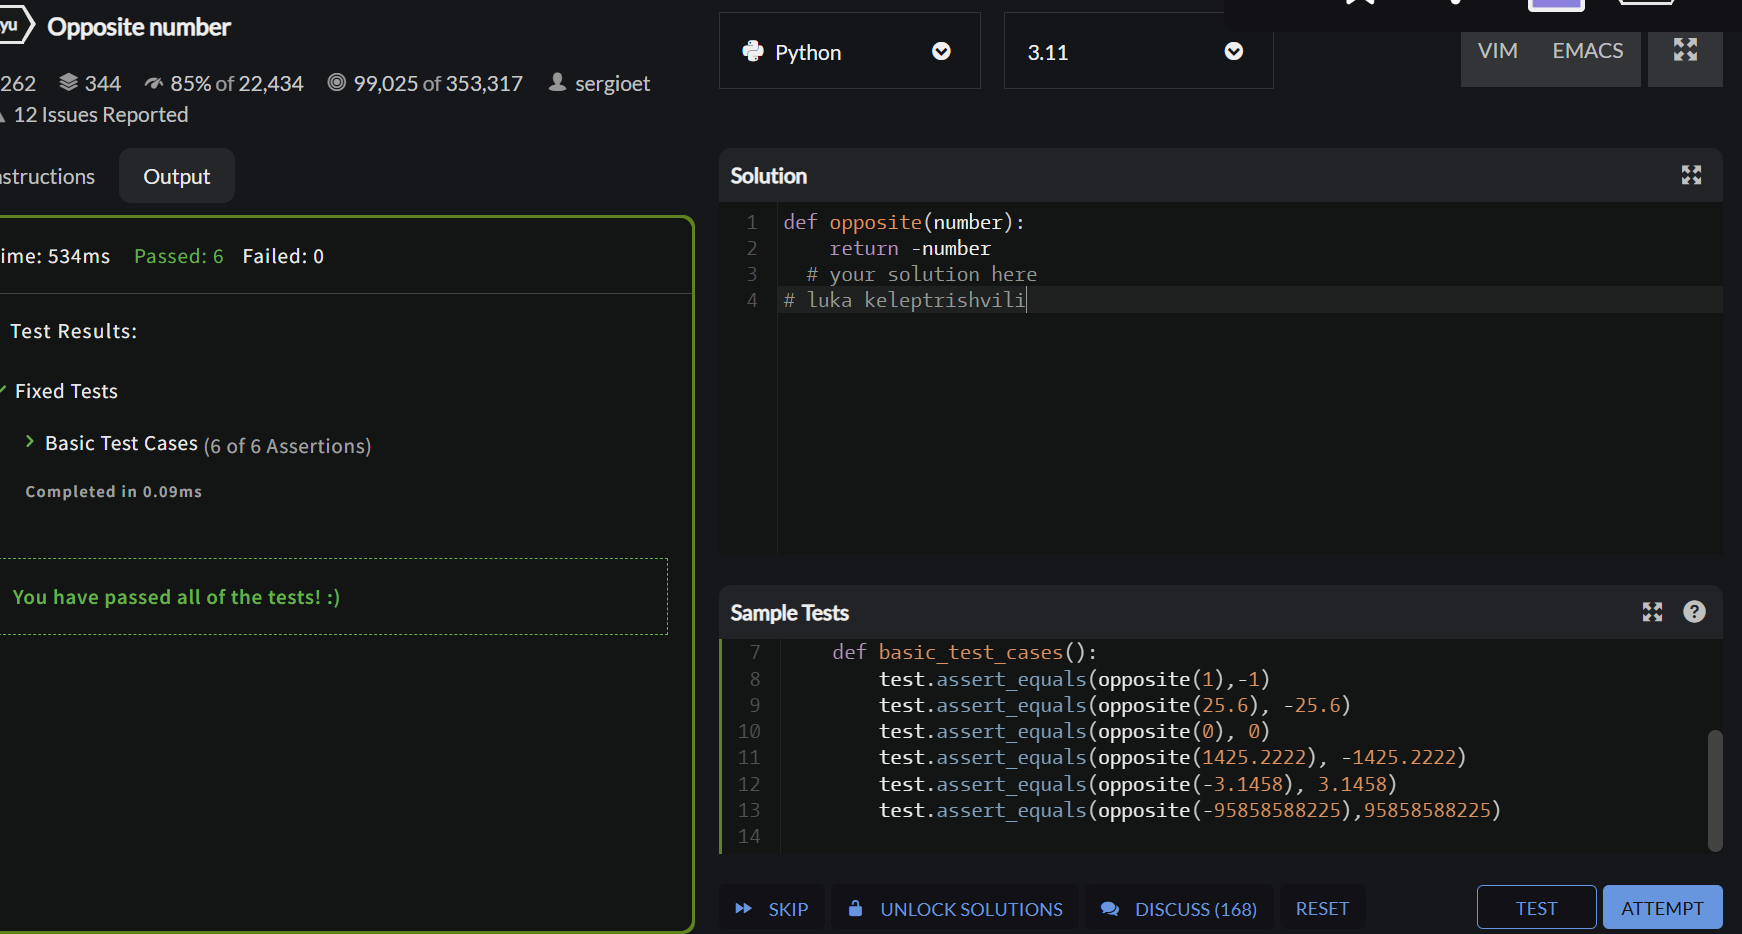 yu Opposite number
262 344 85% of 22,434 99,025 of 353,317 sergioet
12 Issues Reported
nstructions Output
ime: 534ms Passed: 6 Failed: 0
Test Results:
Fixed Tests
Basic Test Cases (6 of 6 Assertions)
Completed in 0.09ms
You have passed all of the tests! :)
Python 3.11 VIM EMACS
Solution
1 def opposite(number):
2 return -number
3 # your solution here
4 # luka keleptrishvili
Sample Tests
7 def basic_test_cases():
8 test.assert_equals(opposite(1),-1)
9 test.assert_equals(opposite(25.6), -25.6)
10 test.assert_equals(opposite(0), 0)
11 test.assert_equals(opposite(1425.2222), -1425.2222)
12 test.assert_equals(opposite(-3.1458), 3.1458)
13 test.assert_equals(opposite(-95858588225),95858588225)
14
SKIP UNLOCK SOLUTIONS DISCUSS (168) RESET TEST ATTEMPT